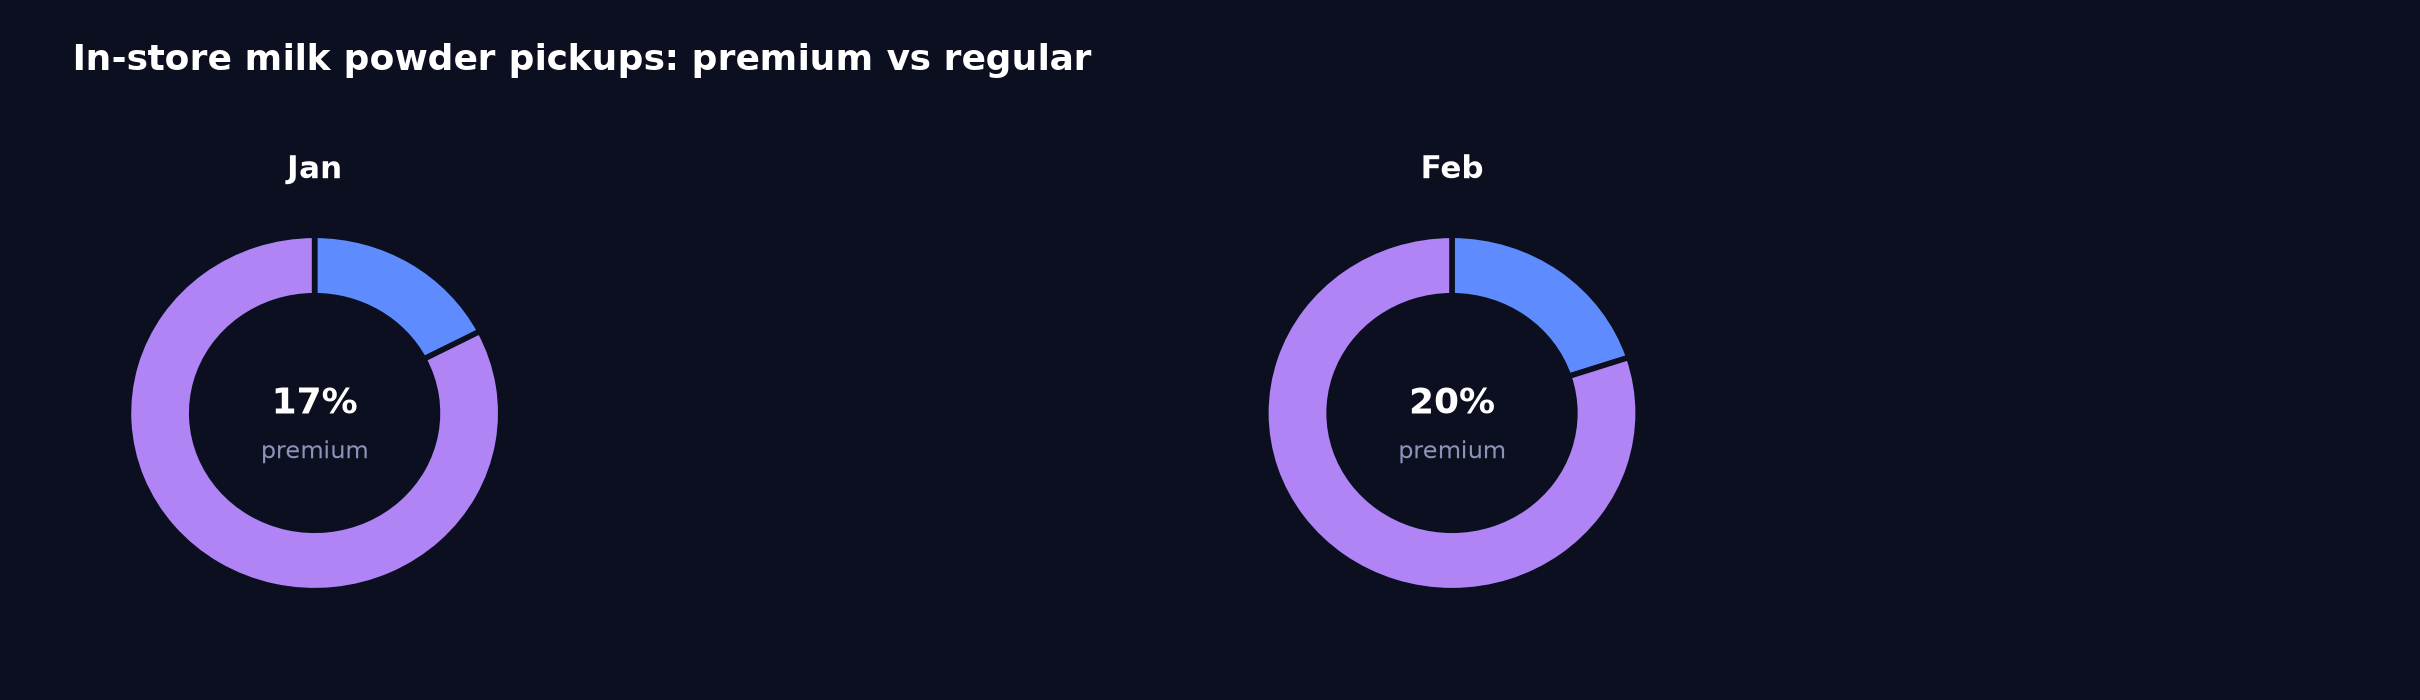 In-store milk powder pickups: premium vs regular
Jan
Feb
17%
premium
20%
premium